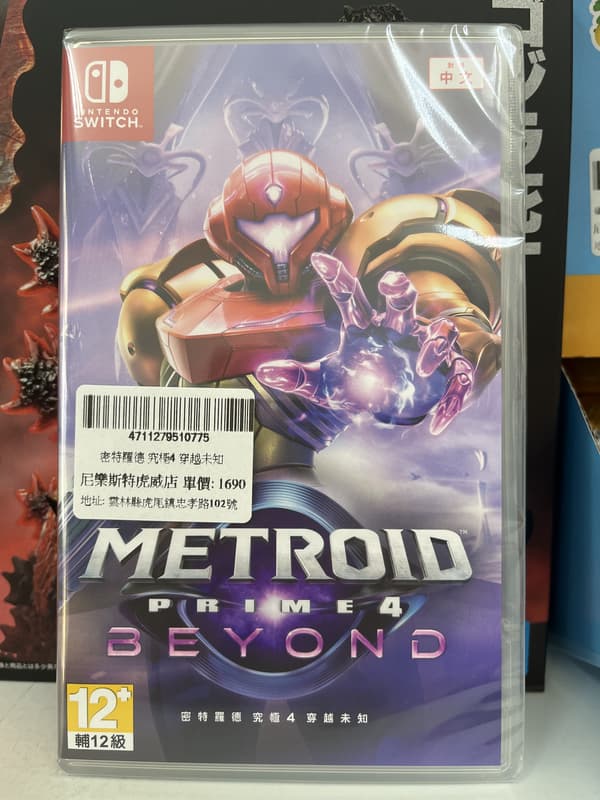 NINTENDO
SWITCH
對應
中文
4711279510775
密特羅德 究極4 穿越未知
尼樂斯特虎威店 單價: 1690
地址: 雲林縣虎尾鎮忠孝路102號
METROID
PRIME 4
BEYOND
密特羅德 究極4 穿越未知
12+
輔12級